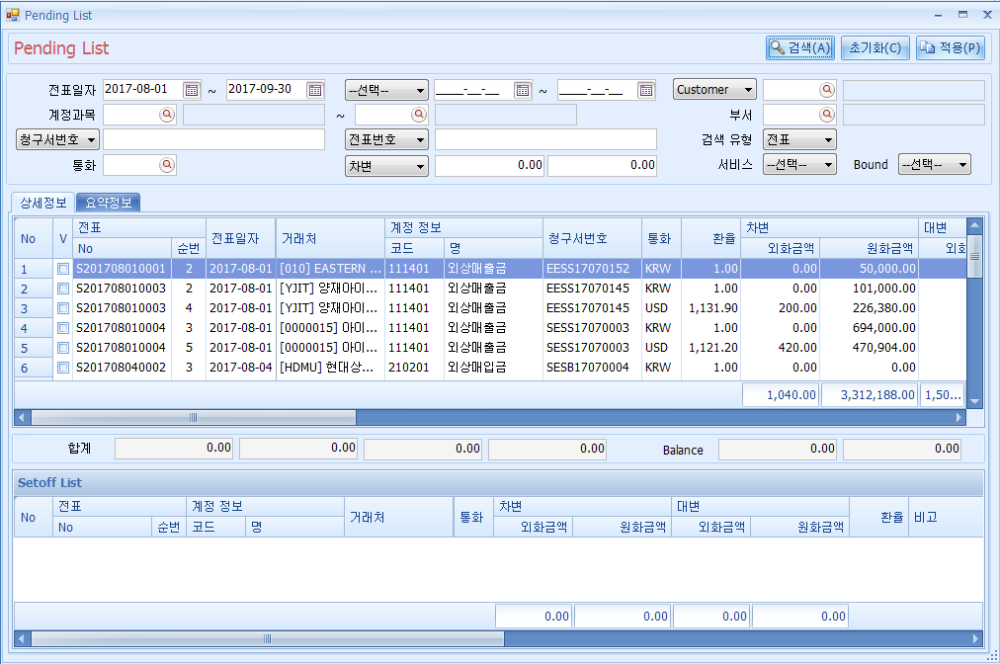 Pending List
Pending List 검색(A) 초기화(C) 적용(P)
전표일자 2017-08-01 ~ 2017-09-30 --선택-- ____-__-__ ~ ____-__-__ Customer
계정과목 ~ 부서
청구서번호 전표번호 검색 유형 전표
통화 차변 0.00 0.00 서비스 --선택-- Bound --선택--
상세정보 요약정보
No V 전표 전표일자 거래처 계정 정보 청구서번호 통화 환율 차변 대변
No 순번 코드 명 외화금액 원화금액 외화
1 S201708010001 2 2017-08-01 [010] EASTERN ... 111401 외상매출금 EESS17070152 KRW 1.00 0.00 50,000.00
2 S201708010003 2 2017-08-01 [YJIT] 양재아이... 111401 외상매출금 EESS17070145 KRW 1.00 0.00 101,000.00
3 S201708010003 4 2017-08-01 [YJIT] 양재아이... 111401 외상매출금 EESS17070145 USD 1,131.90 200.00 226,380.00
4 S201708010004 3 2017-08-01 [0000015] 아이... 111401 외상매출금 SESS17070003 KRW 1.00 0.00 694,000.00
5 S201708010004 5 2017-08-01 [0000015] 아이... 111401 외상매출금 SESS17070003 USD 1,121.20 420.00 470,904.00
6 S201708040002 3 2017-08-04 [HDMU] 현대상... 210201 외상매입금 SESB17070004 KRW 1.00 0.00 0.00
1,040.00 3,312,188.00 1,50...
합계 0.00 0.00 0.00 0.00 Balance 0.00 0.00
Setoff List
No 전표 계정 정보 거래처 통화 차변 대변 환율 비고
No 순번 코드 명 외화금액 원화금액 외화금액 원화금액
0.00 0.00 0.00 0.00